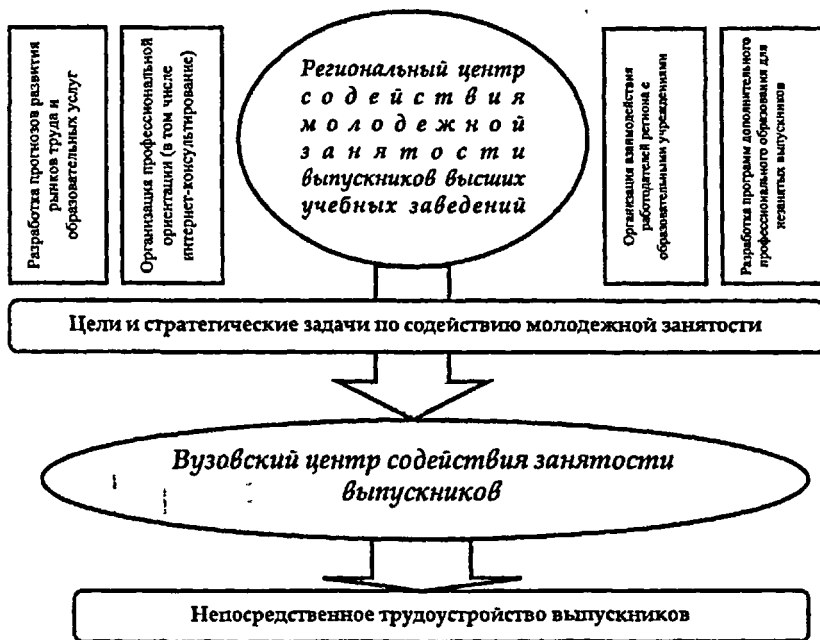 Разработка прогнозов развития
рынков труда и
образовательных услуг
Организация профессиональной
ориентации (в том числе
интернет-консультирование)
Региональный центр
содействия
молодежной
занятости
выпускников высших
учебных заведений
Организация взаимодействия
работодателей региона с
образовательными учреждениями
Разработка программ дополнительного
профессионального образования для
незанятых выпускников
Цели и стратегические задачи по содействию молодежной занятости
Вузовский центр содействия занятости
выпускников
Непосредственное трудоустройство выпускников